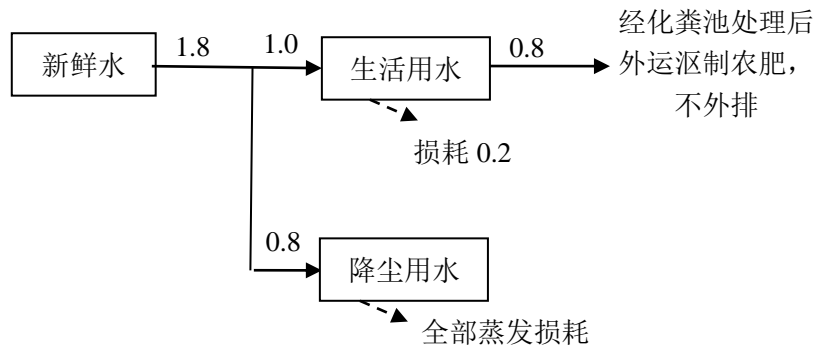 新鲜水
1.8
1.0
生活用水
0.8
经化粪池处理后
外运沤制农肥，
不外排
损耗 0.2
0.8
降尘用水
全部蒸发损耗